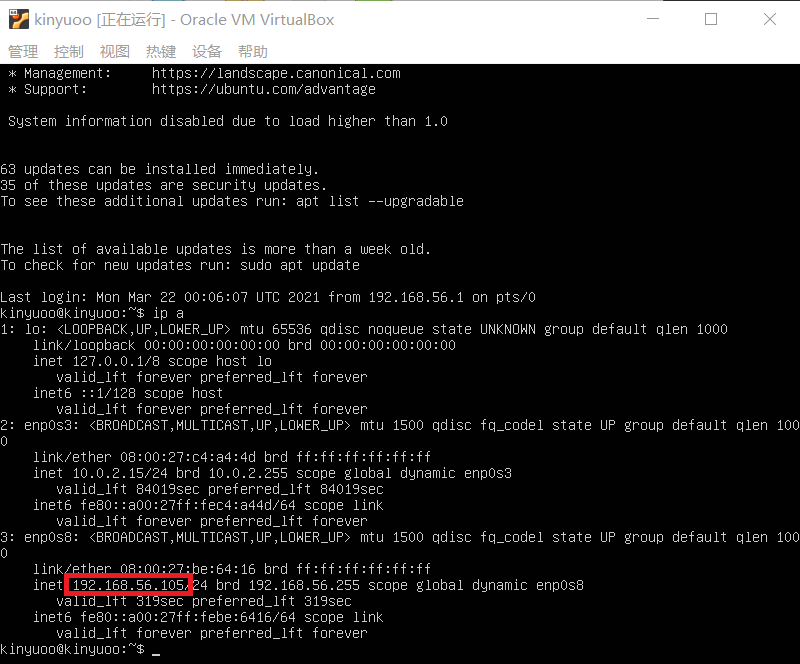 kinyuoo [正在运行] - Oracle VM VirtualBox
管理 控制 视图 热键 设备 帮助
* Management: https://landscape.canonical.com
* Support: https://ubuntu.com/advantage
System information disabled due to load higher than 1.0
63 updates can be installed immediately.
35 of these updates are security updates.
To see these additional updates run: apt list --upgradable
The list of available updates is more than a week old.
To check for new updates run: sudo apt update
Last login: Mon Mar 22 00:06:07 UTC 2021 from 192.168.56.1 on pts/0
kinyuoo@kinyuoo:~$ ip a
1: lo: <LOOPBACK,UP,LOWER_UP> mtu 65536 qdisc noqueue state UNKNOWN group default qlen 1000
link/loopback 00:00:00:00:00:00 brd 00:00:00:00:00:00
inet 127.0.0.1/8 scope host lo
valid_lft forever preferred_lft forever
inet6 ::1/128 scope host
valid_lft forever preferred_lft forever
2: enp0s3: <BROADCAST,MULTICAST,UP,LOWER_UP> mtu 1500 qdisc fq_codel state UP group default qlen 100
0
link/ether 08:00:27:c4:a4:4d brd ff:ff:ff:ff:ff:ff
inet 10.0.2.15/24 brd 10.0.2.255 scope global dynamic enp0s3
valid_lft 84019sec preferred_lft 84019sec
inet6 fe80::a00:27ff:fec4:a44d/64 scope link
valid_lft forever preferred_lft forever
3: enp0s8: <BROADCAST,MULTICAST,UP,LOWER_UP> mtu 1500 qdisc fq_codel state UP group default qlen 100
0
link/ether 08:00:27:be:64:16 brd ff:ff:ff:ff:ff:ff
inet 192.168.56.105/24 brd 192.168.56.255 scope global dynamic enp0s8
valid_lft 319sec preferred_lft 319sec
inet6 fe80::a00:27ff:febe:6416/64 scope link
valid_lft forever preferred_lft forever
kinyuoo@kinyuoo:~$ _